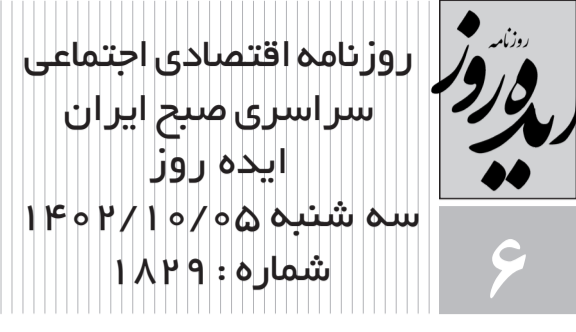 روزنامه
ایده روز
روزنامه اقتصادی اجتماعی
سراسری صبح ایران
ایده روز
سه شنبه ۱۴۰۲/۱۰/۰۵
شماره : ۱۸۲۹
۶